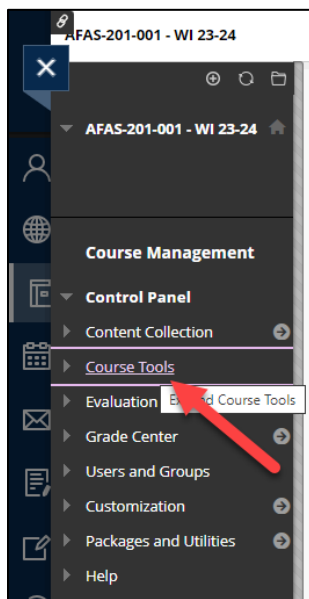 AFAS-201-001 - WI 23-24
AFAS-201-001 - WI 23-24
Course Management
Control Panel
Content Collection
Course Tools
Evaluation
Expand Course Tools
Grade Center
Users and Groups
Customization
Packages and Utilities
Help